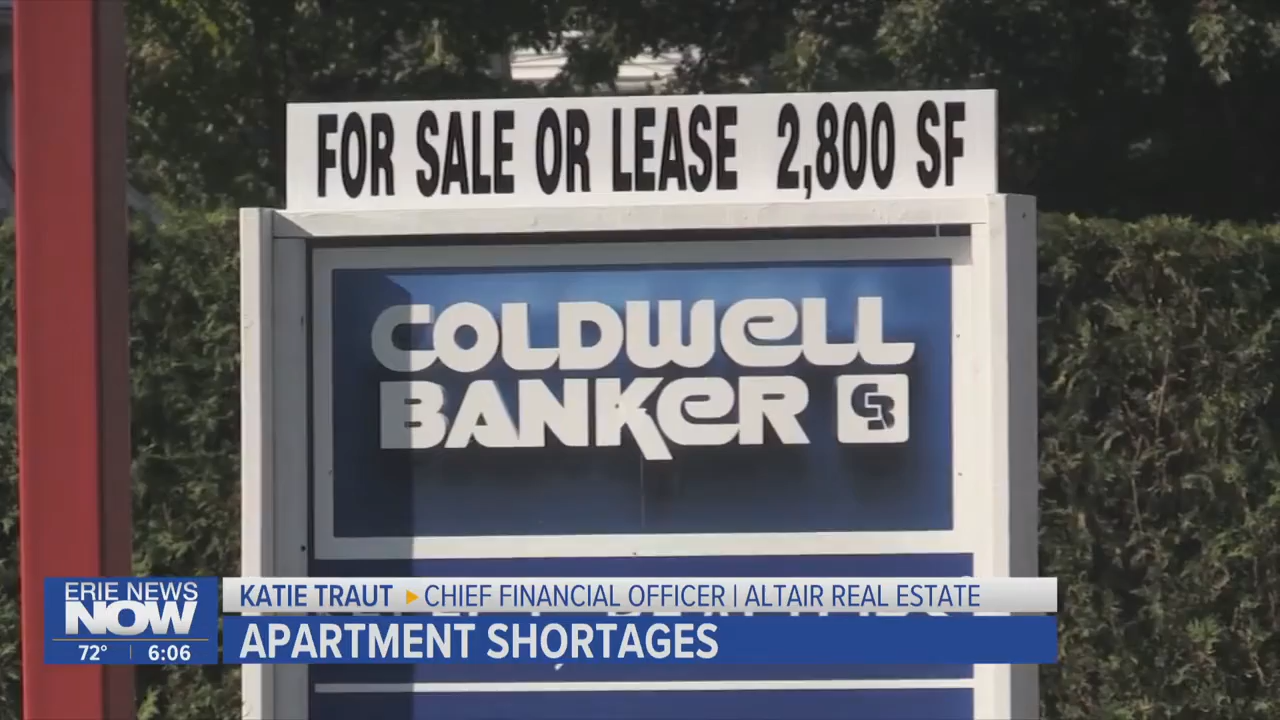 FOR SALE OR LEASE 2,800 SF
COLDWELL
BANKER CB
ERIE NEWS
NOW
72° 6:06
KATIE TRAUT CHIEF FINANCIAL OFFICER | ALTAIR REAL ESTATE
APARTMENT SHORTAGES